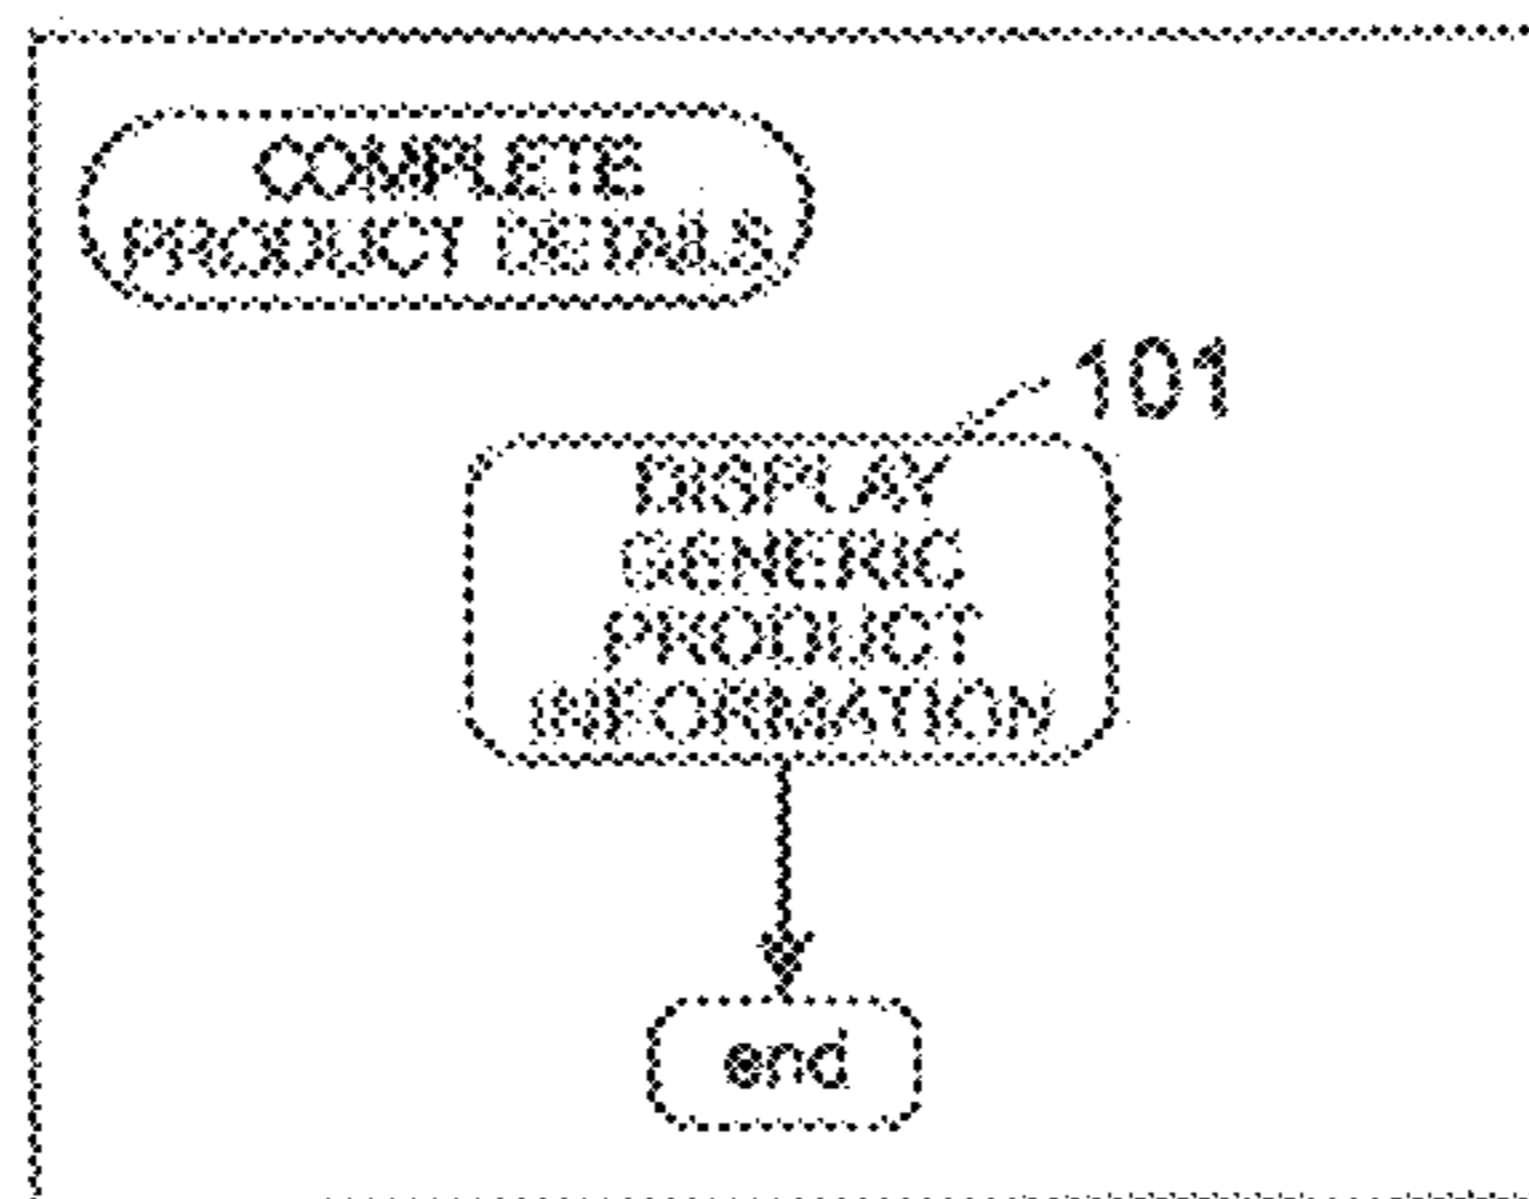 COMPLETE
PRODUCT DETAILS
101
DISPLAY
GENERIC
PRODUCT
INFORMATION
end